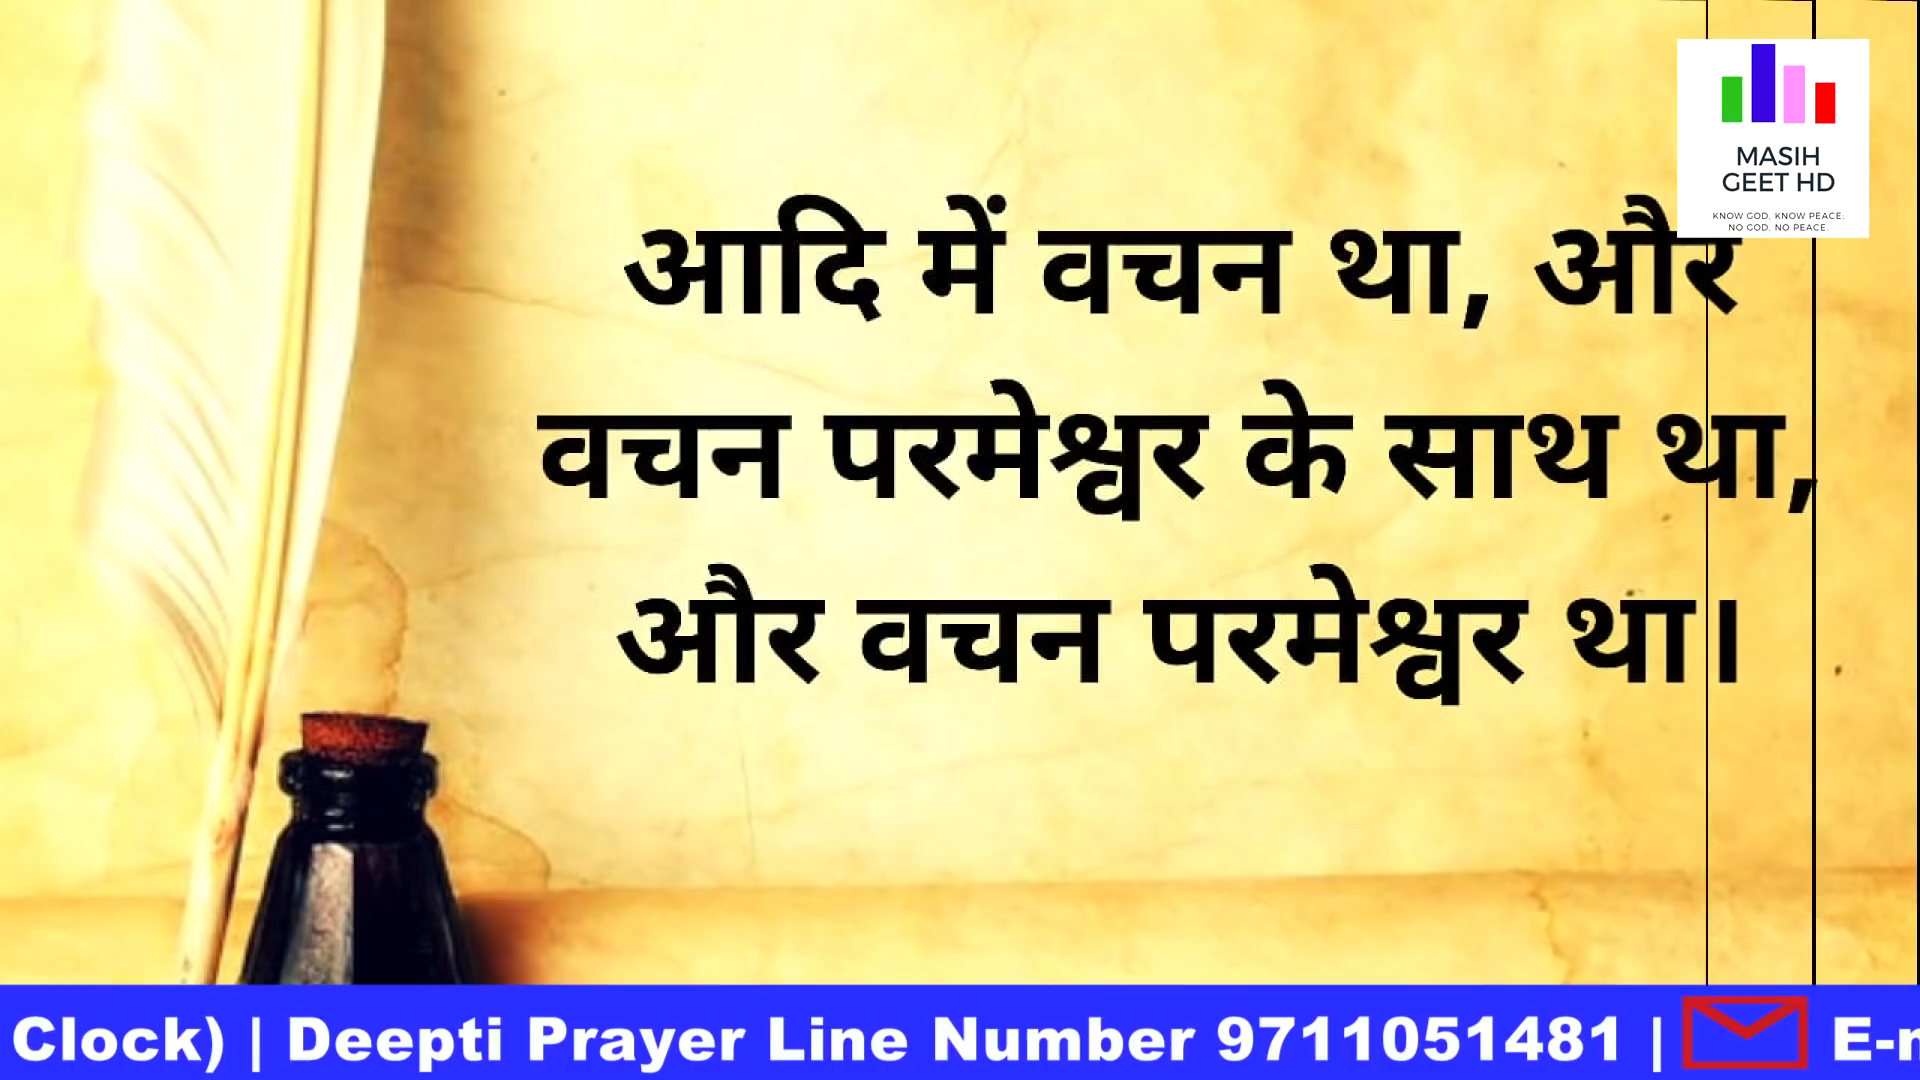 MASIH
GEET HD
KNOW GOD. KNOW PEACE:
NO GOD. NO PEACE.
आदि में वचन था, और
वचन परमेश्वर के साथ था,
और वचन परमेश्वर था।
Clock) | Deepti Prayer Line Number 9711051481 |